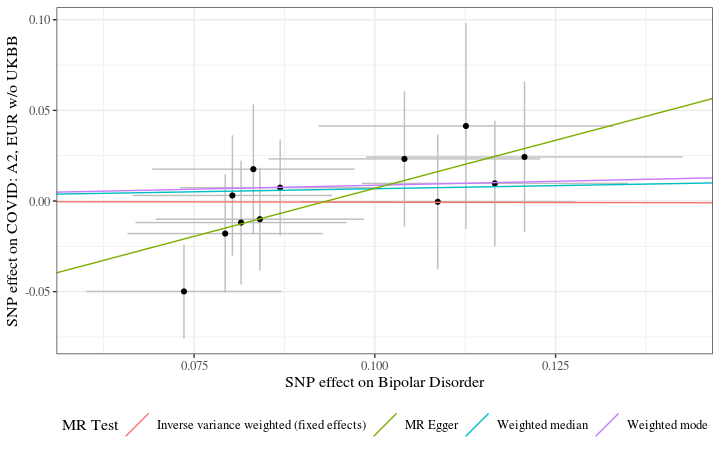 SNP effect on COVID: A2, EUR w/o UKBB
0.10
0.05
0.00
-0.05
0.075
0.100
0.125
SNP effect on Bipolar Disorder
MR Test
Inverse variance weighted (fixed effects)
MR Egger
Weighted median
Weighted mode